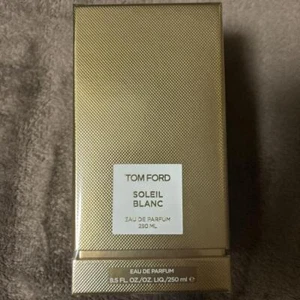 TOM FORD
SOLEIL
BLANC
EAU DE PARFUM
250 ML
EAU DE PARFUM
8.5 FL. OZ./OZ. LIQ./250 ml ℮